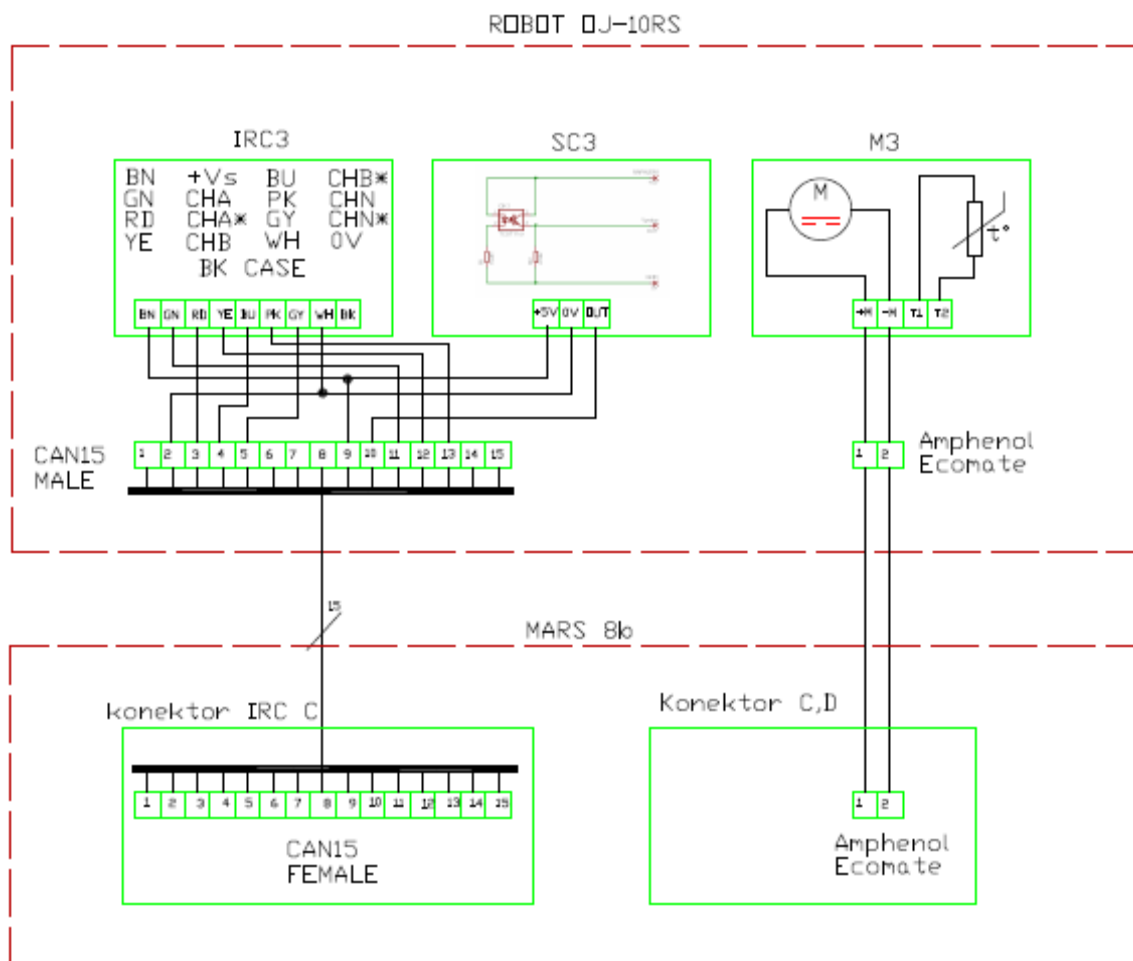 ROBOT OJ-10RS
IRC3
SC3
M3
BN +Vs BU CHB*
GN CHA PK CHN
RD CHA* GY CHN*
YE CHB WH 0V
BK CASE
M
t°
BN GN RD YE BU PK GY WH BK
+5V 0V OUT
+M -M T1 T2
CAN15
MALE
1 2 3 4 5 6 7 8 9 10 11 12 13 14 15
1 2
Amphenol
Ecomate
15
MARS 8b
konektor IRC C
Konektor C,D
1 2 3 4 5 6 7 8 9 10 11 12 13 14 15
CAN15
FEMALE
1 2
Amphenol
Ecomate